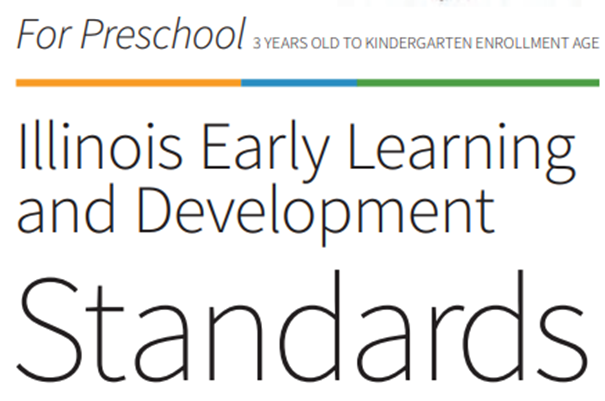 For Preschool 3 YEARS OLD TO KINDERGARTEN ENROLLMENT AGE
Illinois Early Learning
and Development
Standards